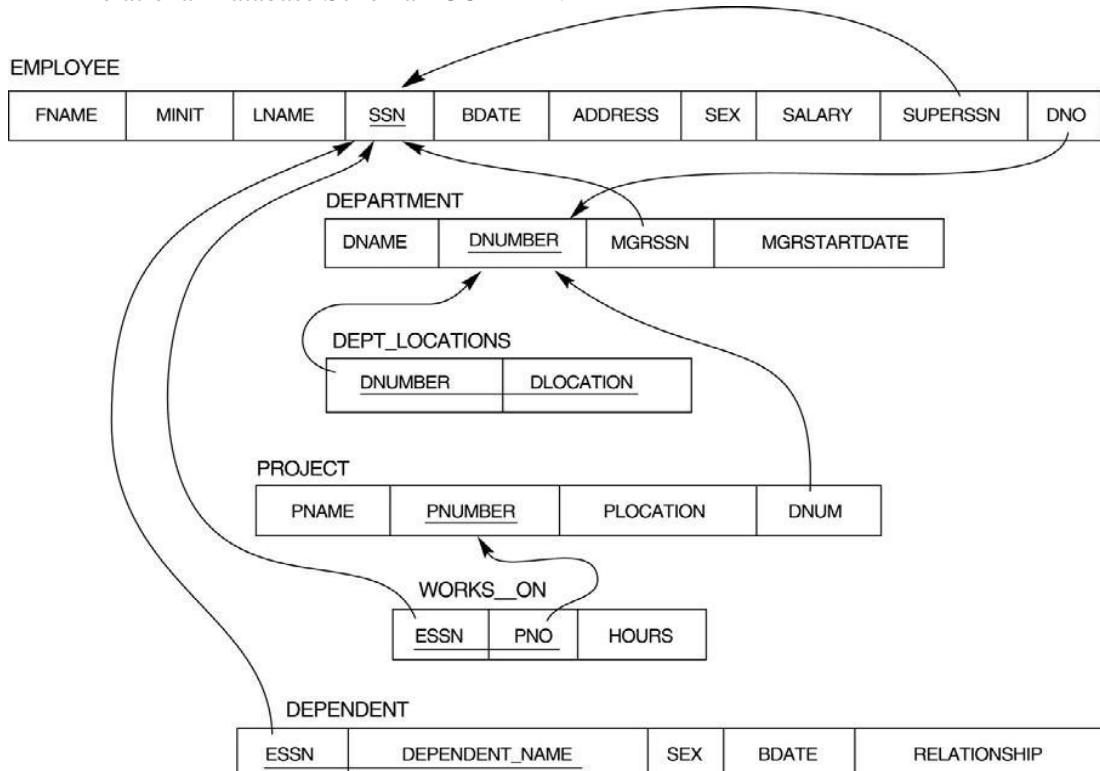 EMPLOYEE
FNAME MINIT LNAME SSN BDATE ADDRESS SEX SALARY SUPERSSN DNO
DEPARTMENT
DNAME DNUMBER MGRSSN MGRSTARTDATE
DEPT_LOCATIONS
DNUMBER DLOCATION
PROJECT
PNAME PNUMBER PLOCATION DNUM
WORKS_ON
ESSN PNO HOURS
DEPENDENT
ESSN DEPENDENT_NAME SEX BDATE RELATIONSHIP